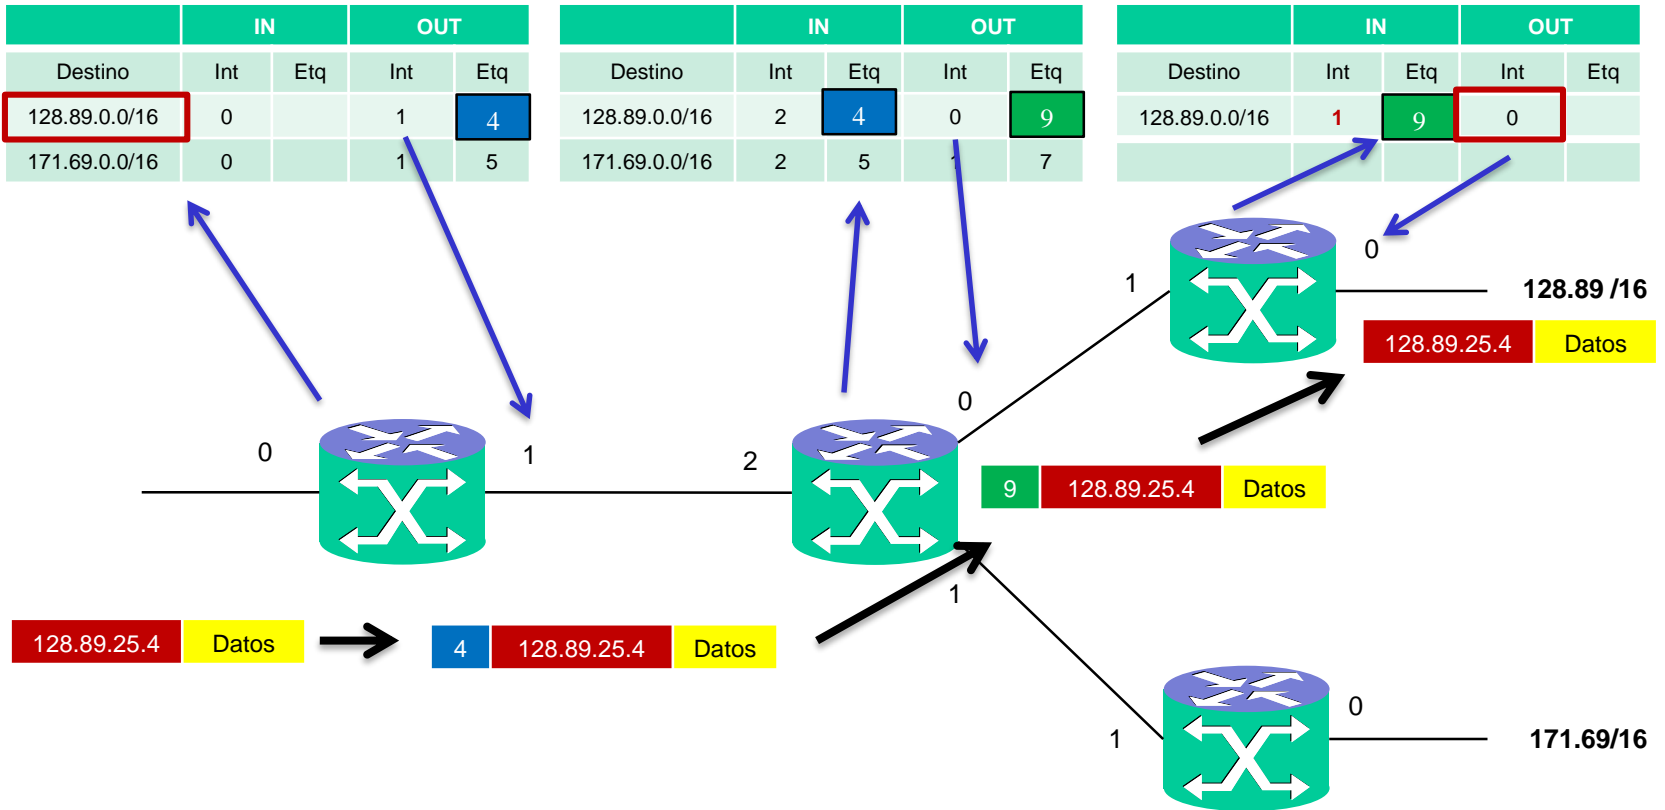 IN OUT
Destino Int Etq Int Etq
128.89.0.0/16 0 1 4
171.69.0.0/16 0 1 5
IN OUT
Destino Int Etq Int Etq
128.89.0.0/16 2 4 0 9
171.69.0.0/16 2 5 1 7
IN OUT
Destino Int Etq Int Etq
128.89.0.0/16 1 9 0
0
1
128.89 /16
128.89.25.4 Datos
0
0
1
2
9 128.89.25.4 Datos
1
128.89.25.4 Datos
4 128.89.25.4 Datos
0
1
171.69/16